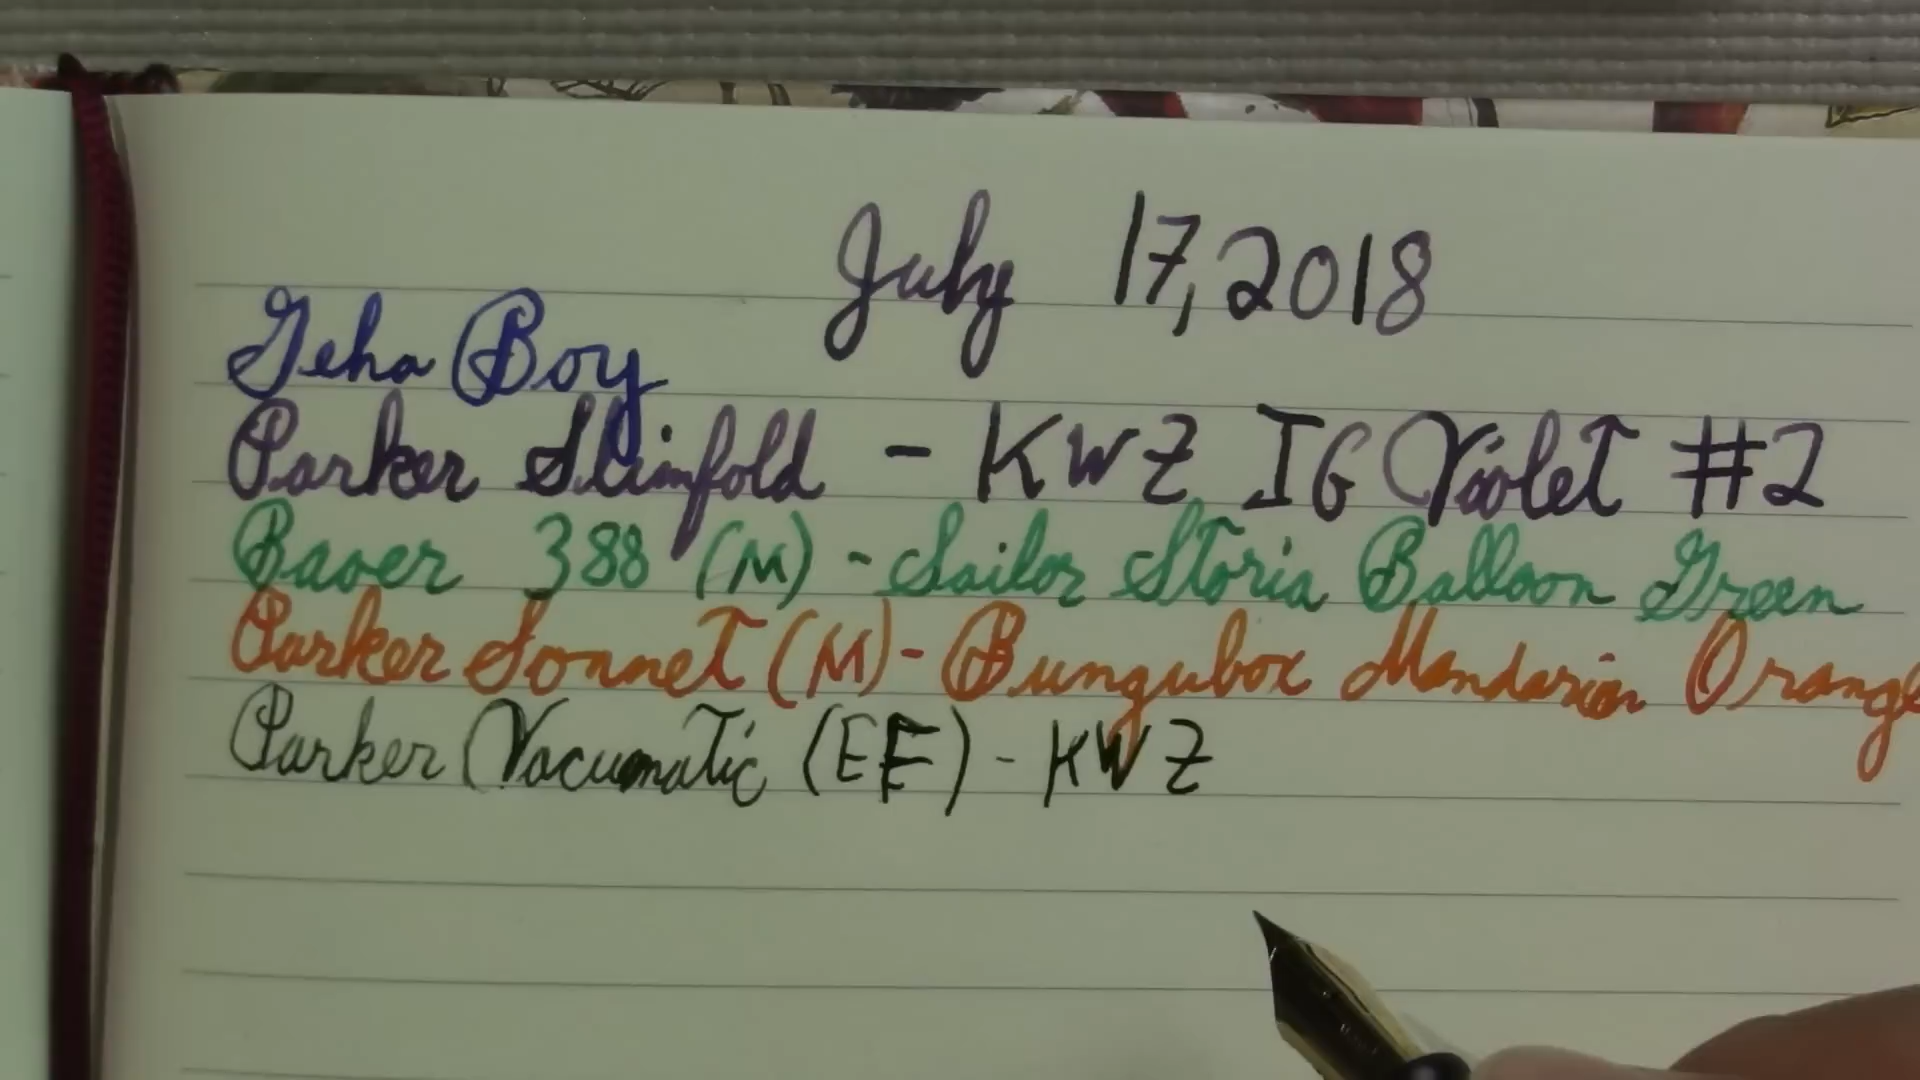 July 17, 2018
Geha Boy
Parker Slimfold - KWZ IG Violet #2
Baoer 388 (M) - Sailor Storia Balloon Green
Parker Sonnet (M) - Bungubox Mandarin Orange
Parker Vacumatic (EF) - KWZ